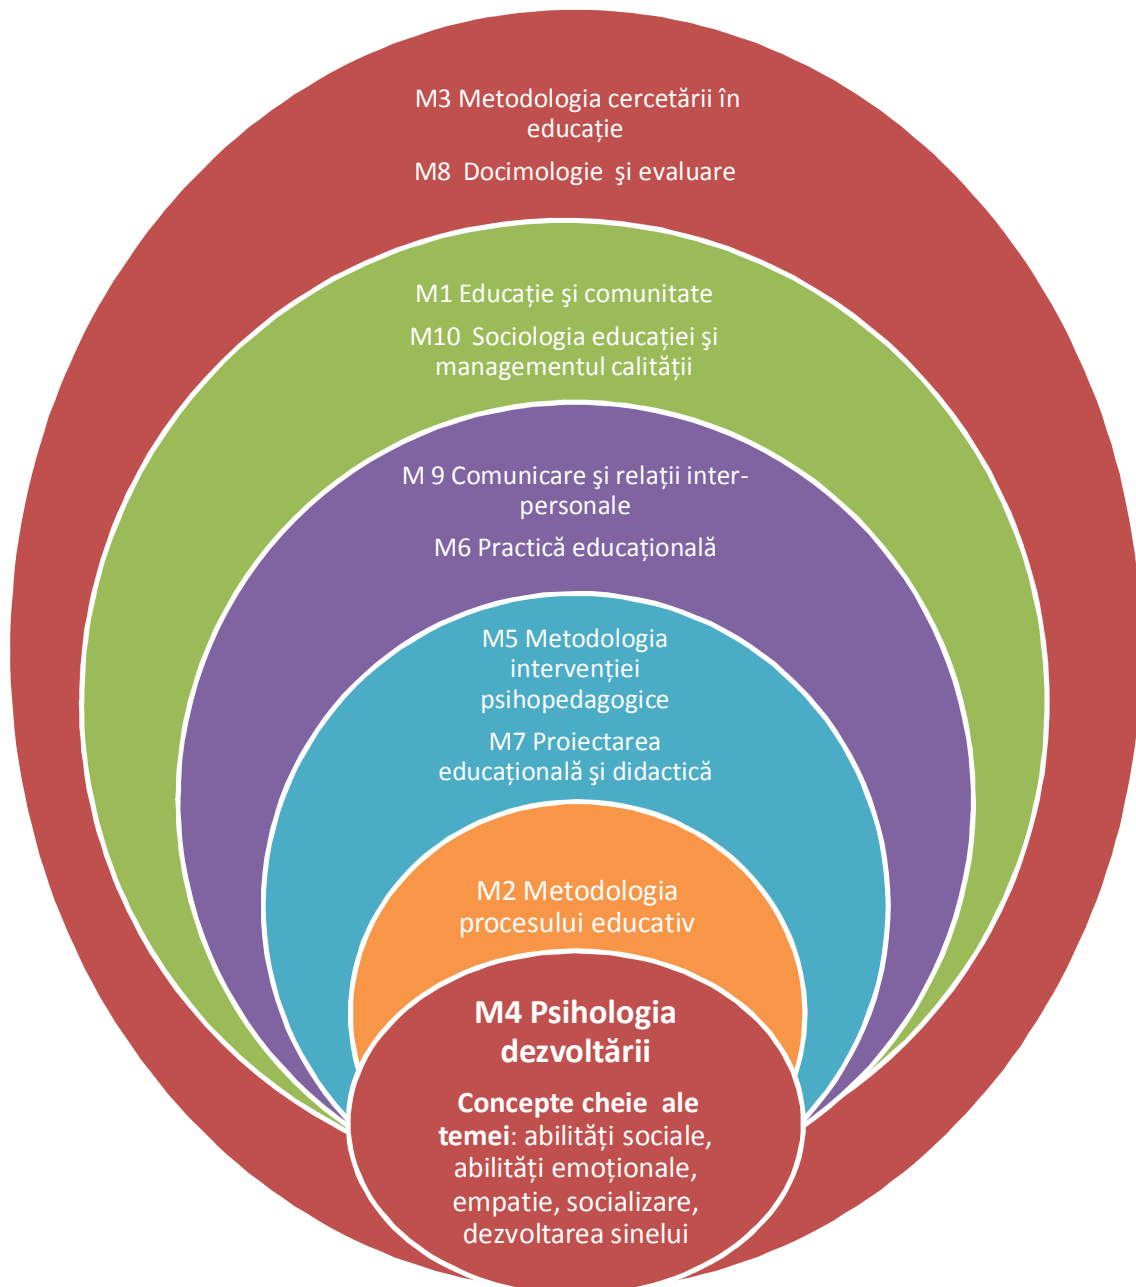 M3 Metodologia cercetării în
educație
M8  Docimologie  şi evaluare
M1 Educație şi comunitate
M10  Sociologia educației şi
managementul calității
M 9 Comunicare şi relații inter-
personale
M6 Practică educațională
M5 Metodologia
intervenției
psihopedagogice
M7 Proiectarea
educațională şi didactică
M2 Metodologia
procesului educativ
M4 Psihologia
dezvoltării
Concepte cheie  ale
temei: abilități sociale,
abilități emoționale,
empatie, socializare,
dezvoltarea sinelui